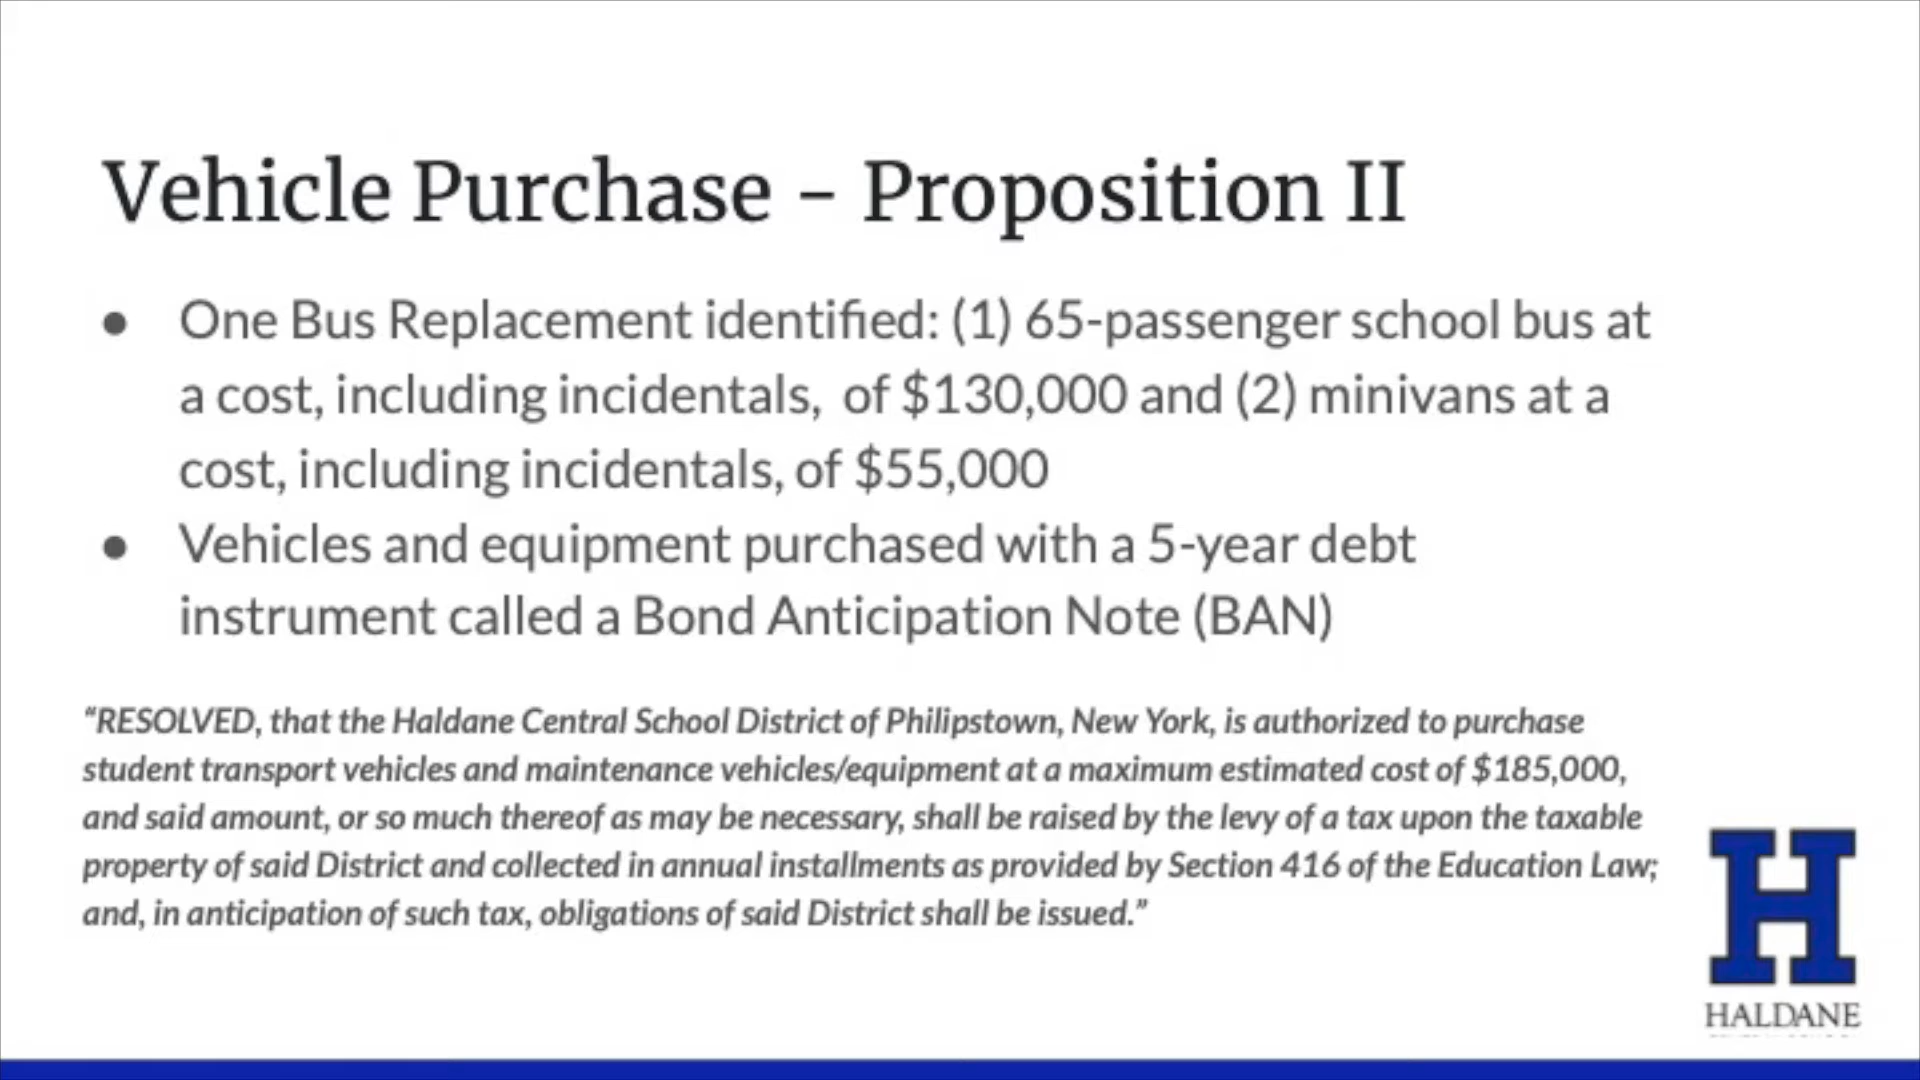 Vehicle Purchase - Proposition II
● One Bus Replacement identified: (1) 65-passenger school bus at
a cost, including incidentals, of $130,000 and (2) minivans at a
cost, including incidentals, of $55,000
● Vehicles and equipment purchased with a 5-year debt
instrument called a Bond Anticipation Note (BAN)
“RESOLVED, that the Haldane Central School District of Philipstown, New York, is authorized to purchase
student transport vehicles and maintenance vehicles/equipment at a maximum estimated cost of $185,000,
and said amount, or so much thereof as may be necessary, shall be raised by the levy of a tax upon the taxable
property of said District and collected in annual installments as provided by Section 416 of the Education Law;
and, in anticipation of such tax, obligations of said District shall be issued.”
H
HALDANE